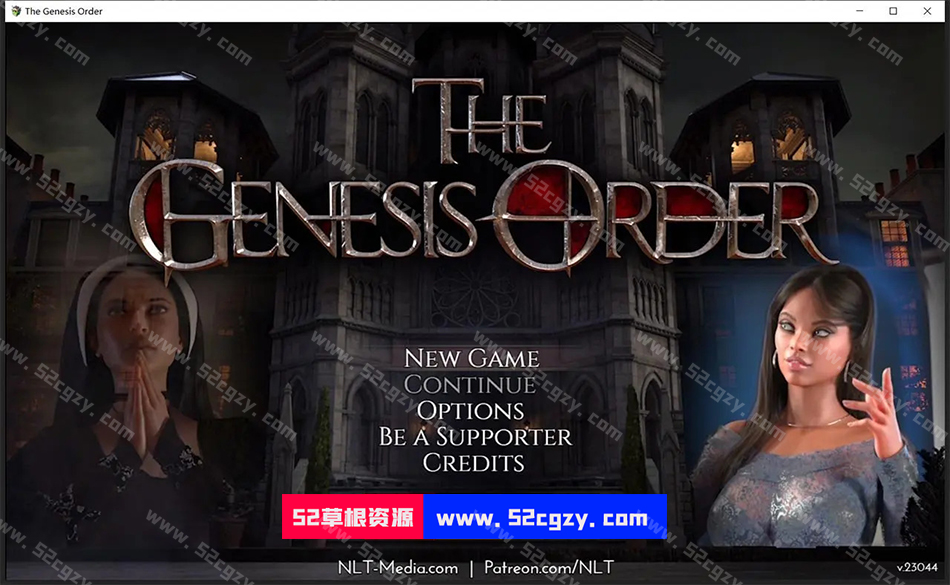 The Genesis Order
THE
GENESIS ORDER
NEW GAME
CONTINUE
OPTIONS
BE A SUPPORTER
CREDITS
52草根资源 www.52cgzy.com
NLT-Media.com | Patreon.com/NLT
v.23044
www.52cgzy.com